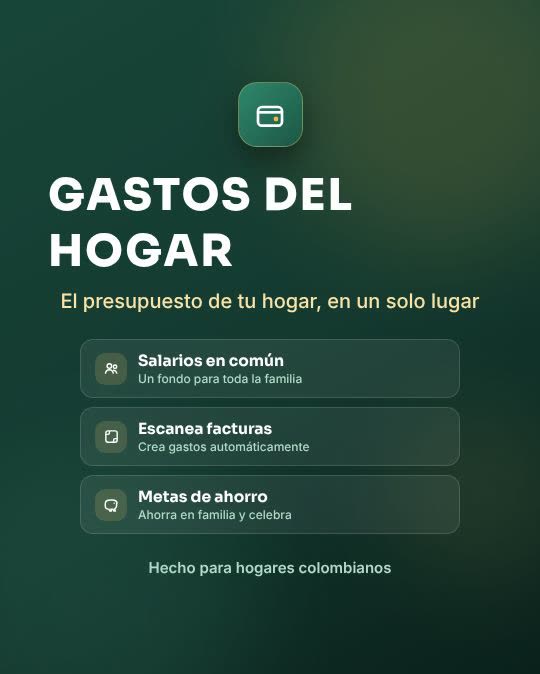 GASTOS DEL
HOGAR
El presupuesto de tu hogar, en un solo lugar
Salarios en común
Un fondo para toda la familia
Escanea facturas
Crea gastos automáticamente
Metas de ahorro
Ahorra en familia y celebra
Hecho para hogares colombianos